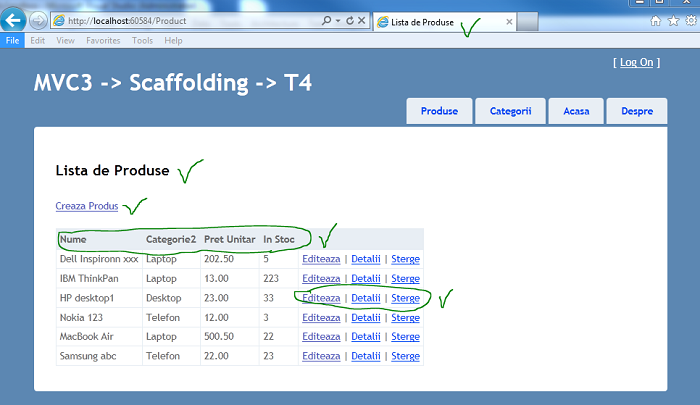 http://localhost:60584/Product
Lista de Produse
File Edit View Favorites Tools Help
[ Log On ]
MVC3 -> Scaffolding -> T4
Produse Categorii Acasa Despre
Lista de Produse
Creaza Produs
Nume Categorie2 Pret Unitar In Stoc
Dell Inspironn xxx Laptop 202.50 5 Editeaza | Detalii | Sterge
IBM ThinkPan Laptop 13.00 223 Editeaza | Detalii | Sterge
HP desktop1 Desktop 23.00 33 Editeaza | Detalii | Sterge
Nokia 123 Telefon 12.00 3 Editeaza | Detalii | Sterge
MacBook Air Laptop 500.50 22 Editeaza | Detalii | Sterge
Samsung abc Telefon 22.00 23 Editeaza | Detalii | Sterge